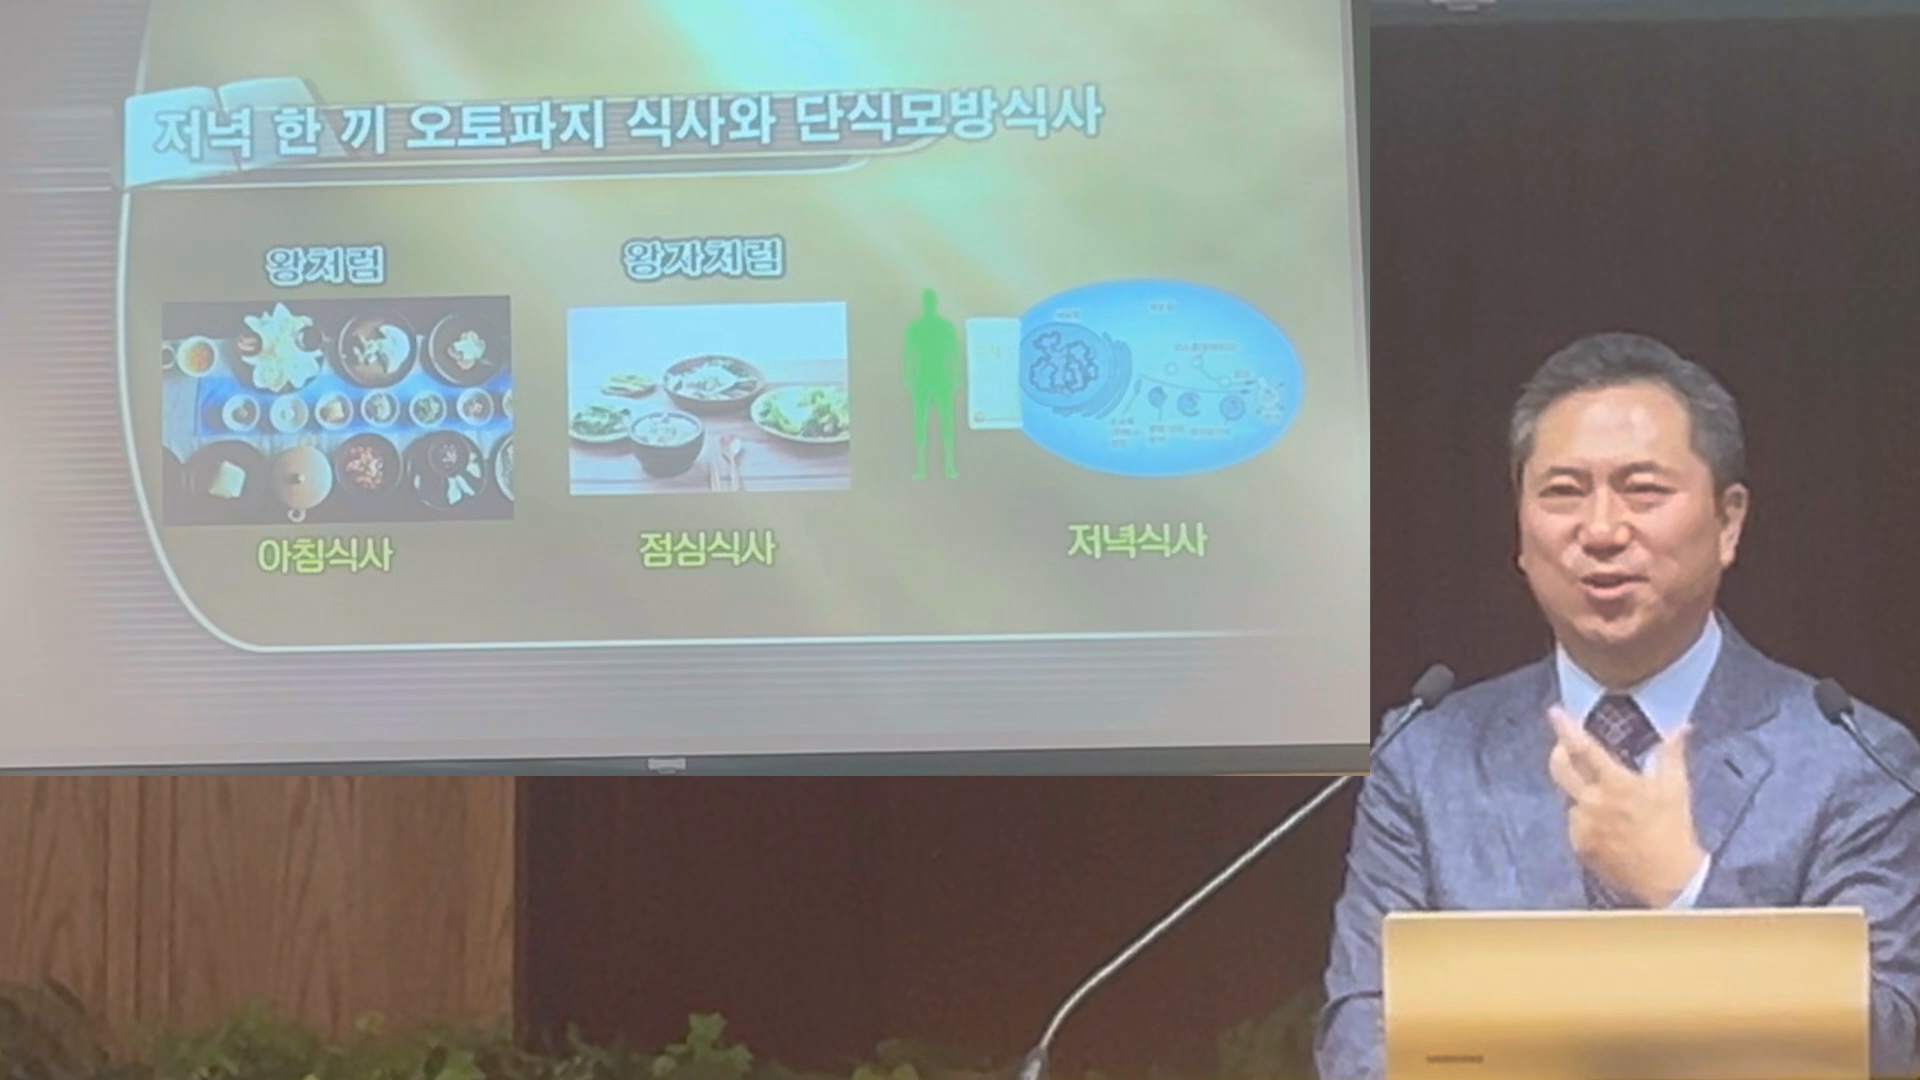 저녁 한 끼 오토파지 식사와 단식모방식사
왕처럼
왕자처럼
아침식사
점심식사
저녁식사